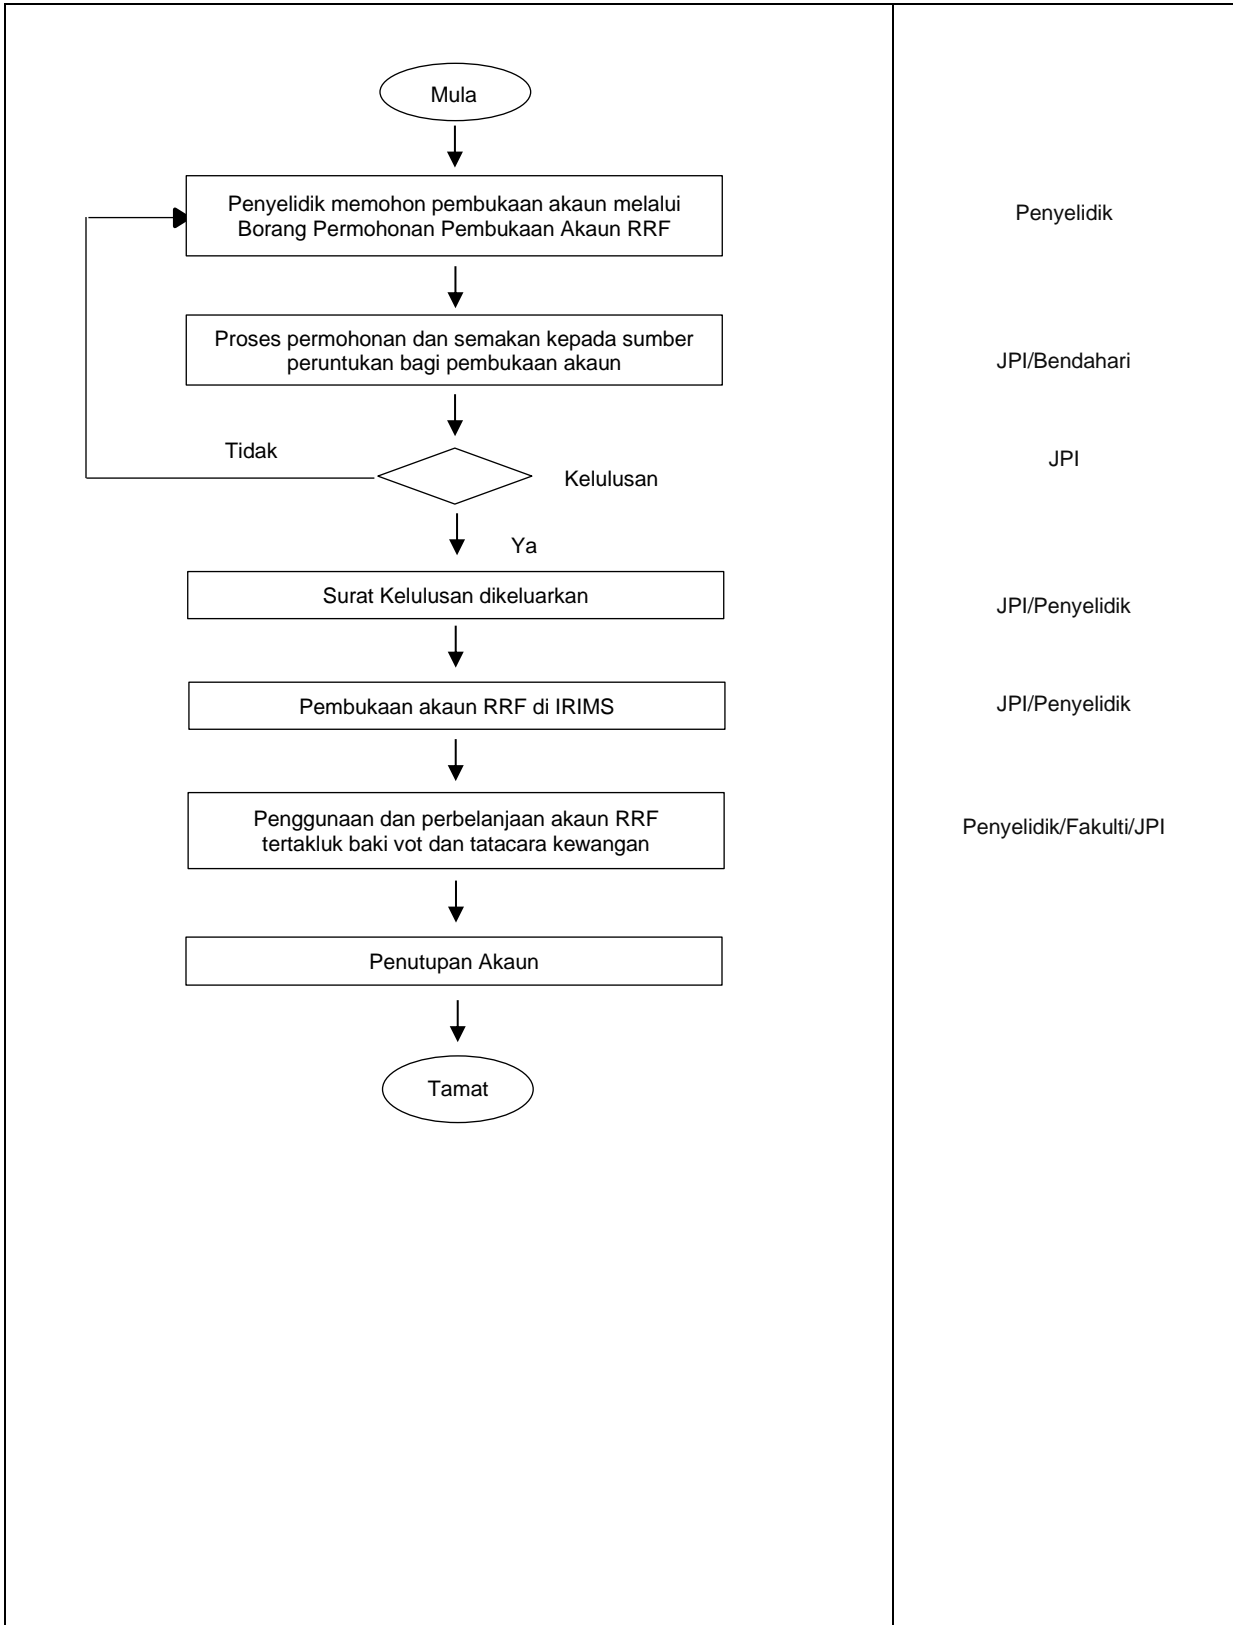 Mula
Penyelidik memohon pembukaan akaun melalui
Borang Permohonan Pembukaan Akaun RRF
Penyelidik
Proses permohonan dan semakan kepada sumber
peruntukan bagi pembukaan akaun
JPI/Bendahari
Tidak
Kelulusan
JPI
Ya
Surat Kelulusan dikeluarkan
JPI/Penyelidik
Pembukaan akaun RRF di IRIMS
JPI/Penyelidik
Penggunaan dan perbelanjaan akaun RRF
tertakluk baki vot dan tatacara kewangan
Penyelidik/Fakulti/JPI
Penutupan Akaun
Tamat